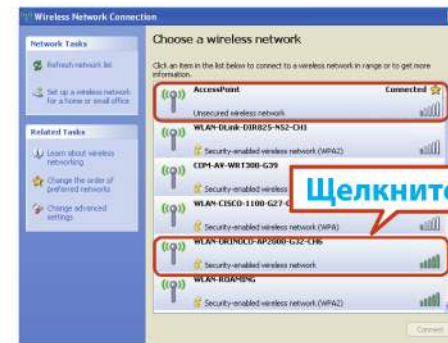 Wireless Network Connection
Network Tasks
Refresh network list
Set up a wireless network
for a home or small office
Related Tasks
Learn about wireless
networking
Change the order of
preferred networks
Change advanced
settings
Choose a wireless network
Click an item in the list below to connect to a wireless network in range or to get more
information.
AccessPoint
Connected
Unsecured wireless network
WLAN-DLink-DIR825-N52-CH1
Security-enabled wireless network (WPA2)
COM-AV-WRT300-G39
Security-enabled wireless
Щелкните
WLAN-CISCO-1100-G27-C
Security-enabled wireless network (WPA)
WLAN-ORINOCO-AP2000-G32-CH6
Security-enabled wireless network
WLAN-ROAMING
Security-enabled wireless network (WPA2)
Connect